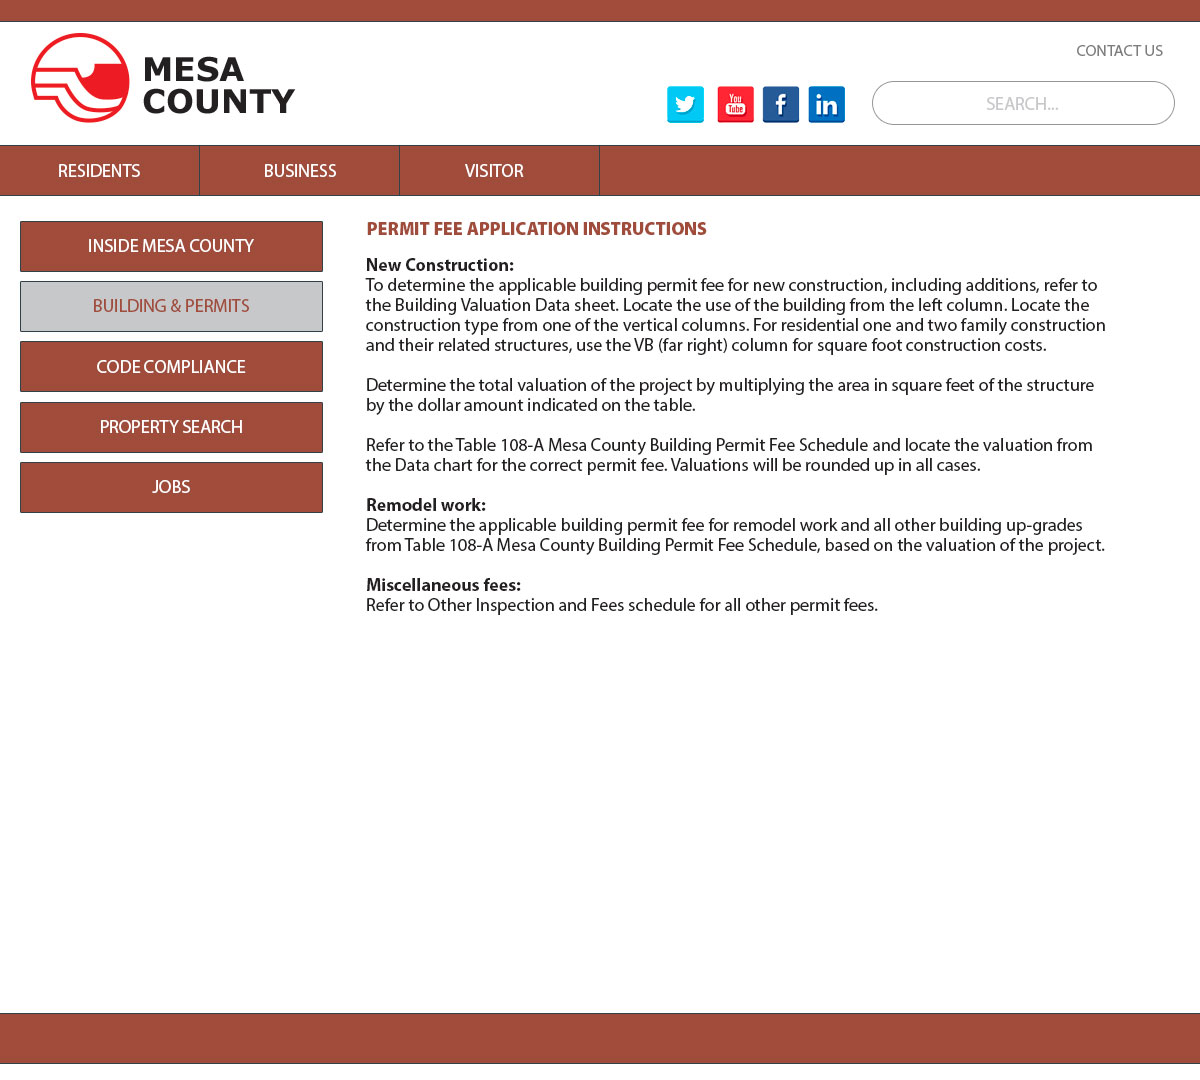 MESA
COUNTY
CONTACT US
You
Tube
f
in
SEARCH...
RESIDENTS
BUSINESS
VISITOR
INSIDE MESA COUNTY
BUILDING & PERMITS
CODE COMPLIANCE
PROPERTY SEARCH
JOBS
PERMIT FEE APPLICATION INSTRUCTIONS
New Construction:
To determine the applicable building permit fee for new construction, including additions, refer to
the Building Valuation Data sheet. Locate the use of the building from the left column. Locate the
construction type from one of the vertical columns. For residential one and two family construction
and their related structures, use the VB (far right) column for square foot construction costs.
Determine the total valuation of the project by multiplying the area in square feet of the structure
by the dollar amount indicated on the table.
Refer to the Table 108-A Mesa County Building Permit Fee Schedule and locate the valuation from
the Data chart for the correct permit fee. Valuations will be rounded up in all cases.
Remodel work:
Determine the applicable building permit fee for remodel work and all other building up-grades
from Table 108-A Mesa County Building Permit Fee Schedule, based on the valuation of the project.
Miscellaneous fees:
Refer to Other Inspection and Fees schedule for all other permit fees.